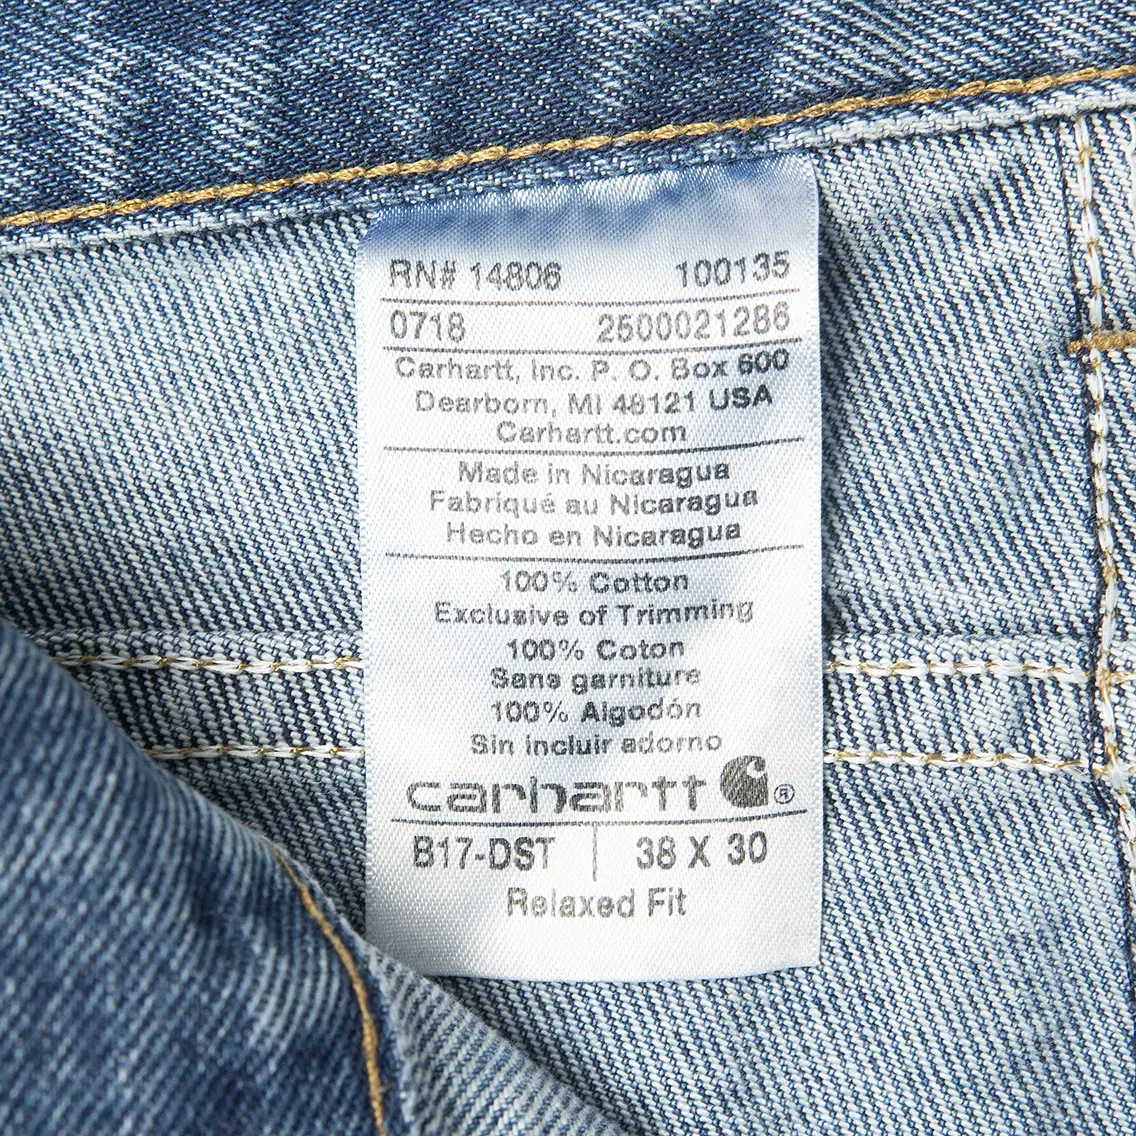 RN# 14806 100135
0718 2500021286
Carhartt, Inc. P. O. Box 600
Dearborn, MI 48121 USA
Carhartt.com
Made in Nicaragua
Fabriqué au Nicaragua
Hecho en Nicaragua
100% Cotton
Exclusive of Trimming
100% Coton
Sans garniture
100% Algodón
Sin incluir adorno
carhartt ®
B17-DST | 38 X 30
Relaxed Fit